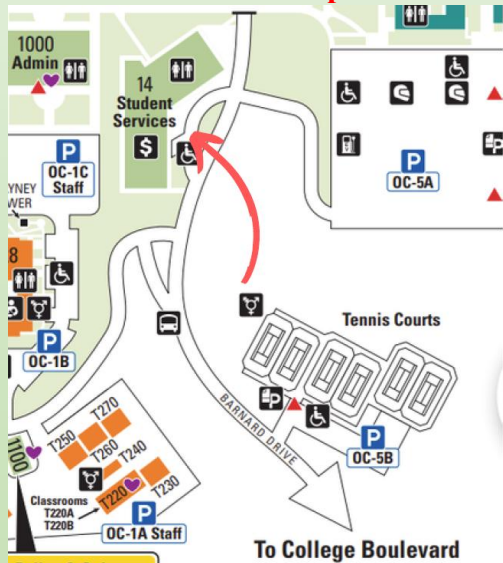 1000
Admin
14
Student
Services
$
P
OC-1C
Staff
P
OC-5A
8
P
OC-1B
Tennis Courts
BARNARD DRIVE
P
OC-5B
T270
T250
T260
T240
1100
Classrooms
T220A
T220B
T220
T230
P
OC-1A Staff
To College Boulevard